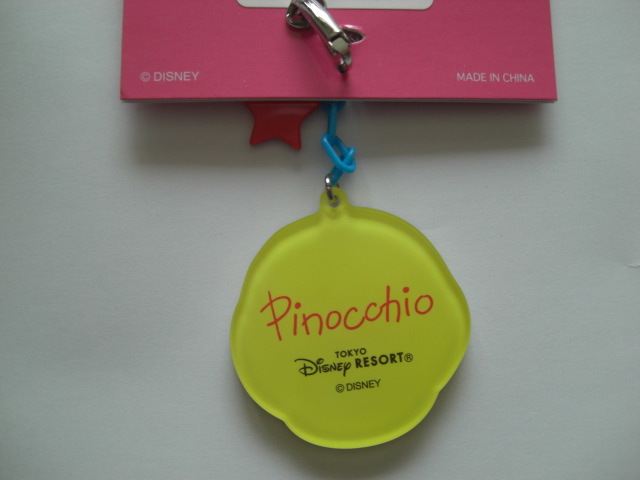 © DISNEY
MADE IN CHINA
Pinocchio
TOKYO
Disney RESORT®
© DISNEY